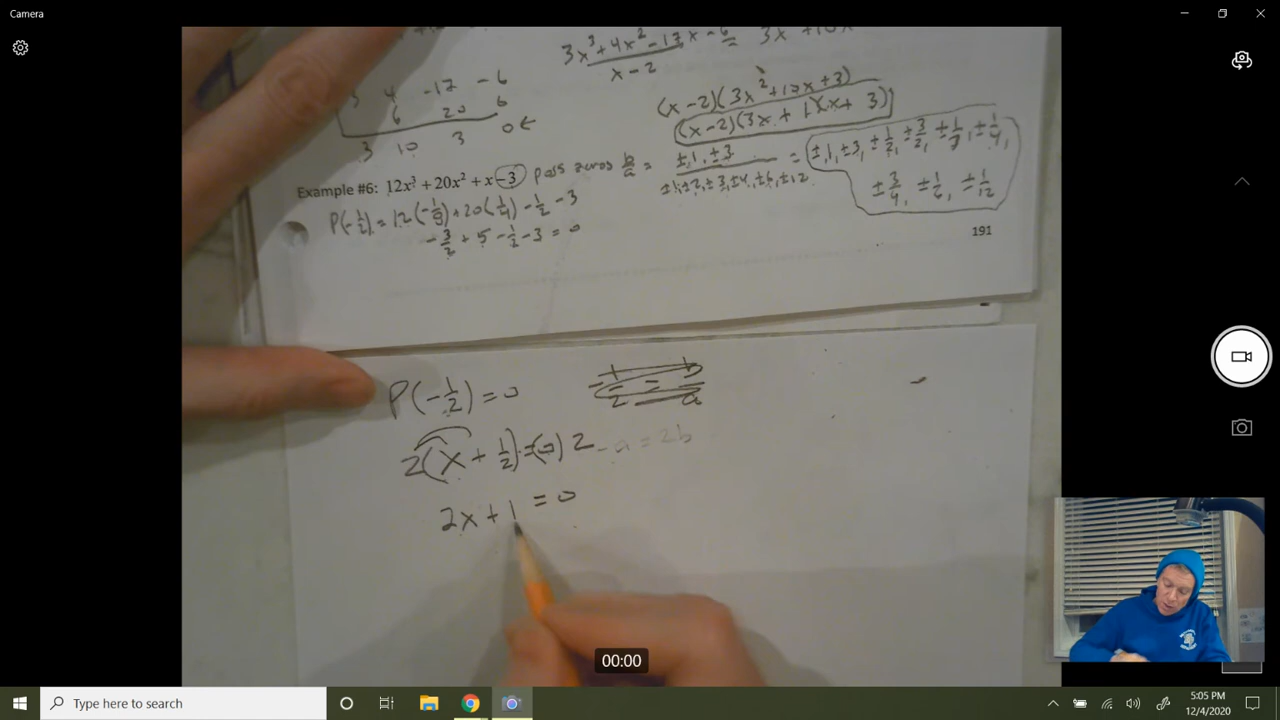 Camera
3x³ + 4x² - 17x - 6
x - 2
4 -17 -6
6 20 6
3 10 3 0 ←
(x-2)(3x²+10x+3)
(x-2)(3x + 1)(x + 3)
Example #6: 12x³ + 20x² + x - 3 poss zeros b/a = ±1, ±3 / ±1 ±2, ±3, ±4, ±6, ±12 = ±1, ±3, ±1/2, ±3/2, ±1/3, ±1/4,
±3/4, ±1/6, ±1/12
P(-1/2) = 12(-1/8) + 20(1/4) - 1/2 - 3
-3/2 + 5 - 1/2 - 3 = 0
191
P(-1/2) = 0
2(x + 1/2) = (0) 2 - a = 2b
2x + 1 = 0
00:00
Type here to search
5:05 PM
12/4/2020